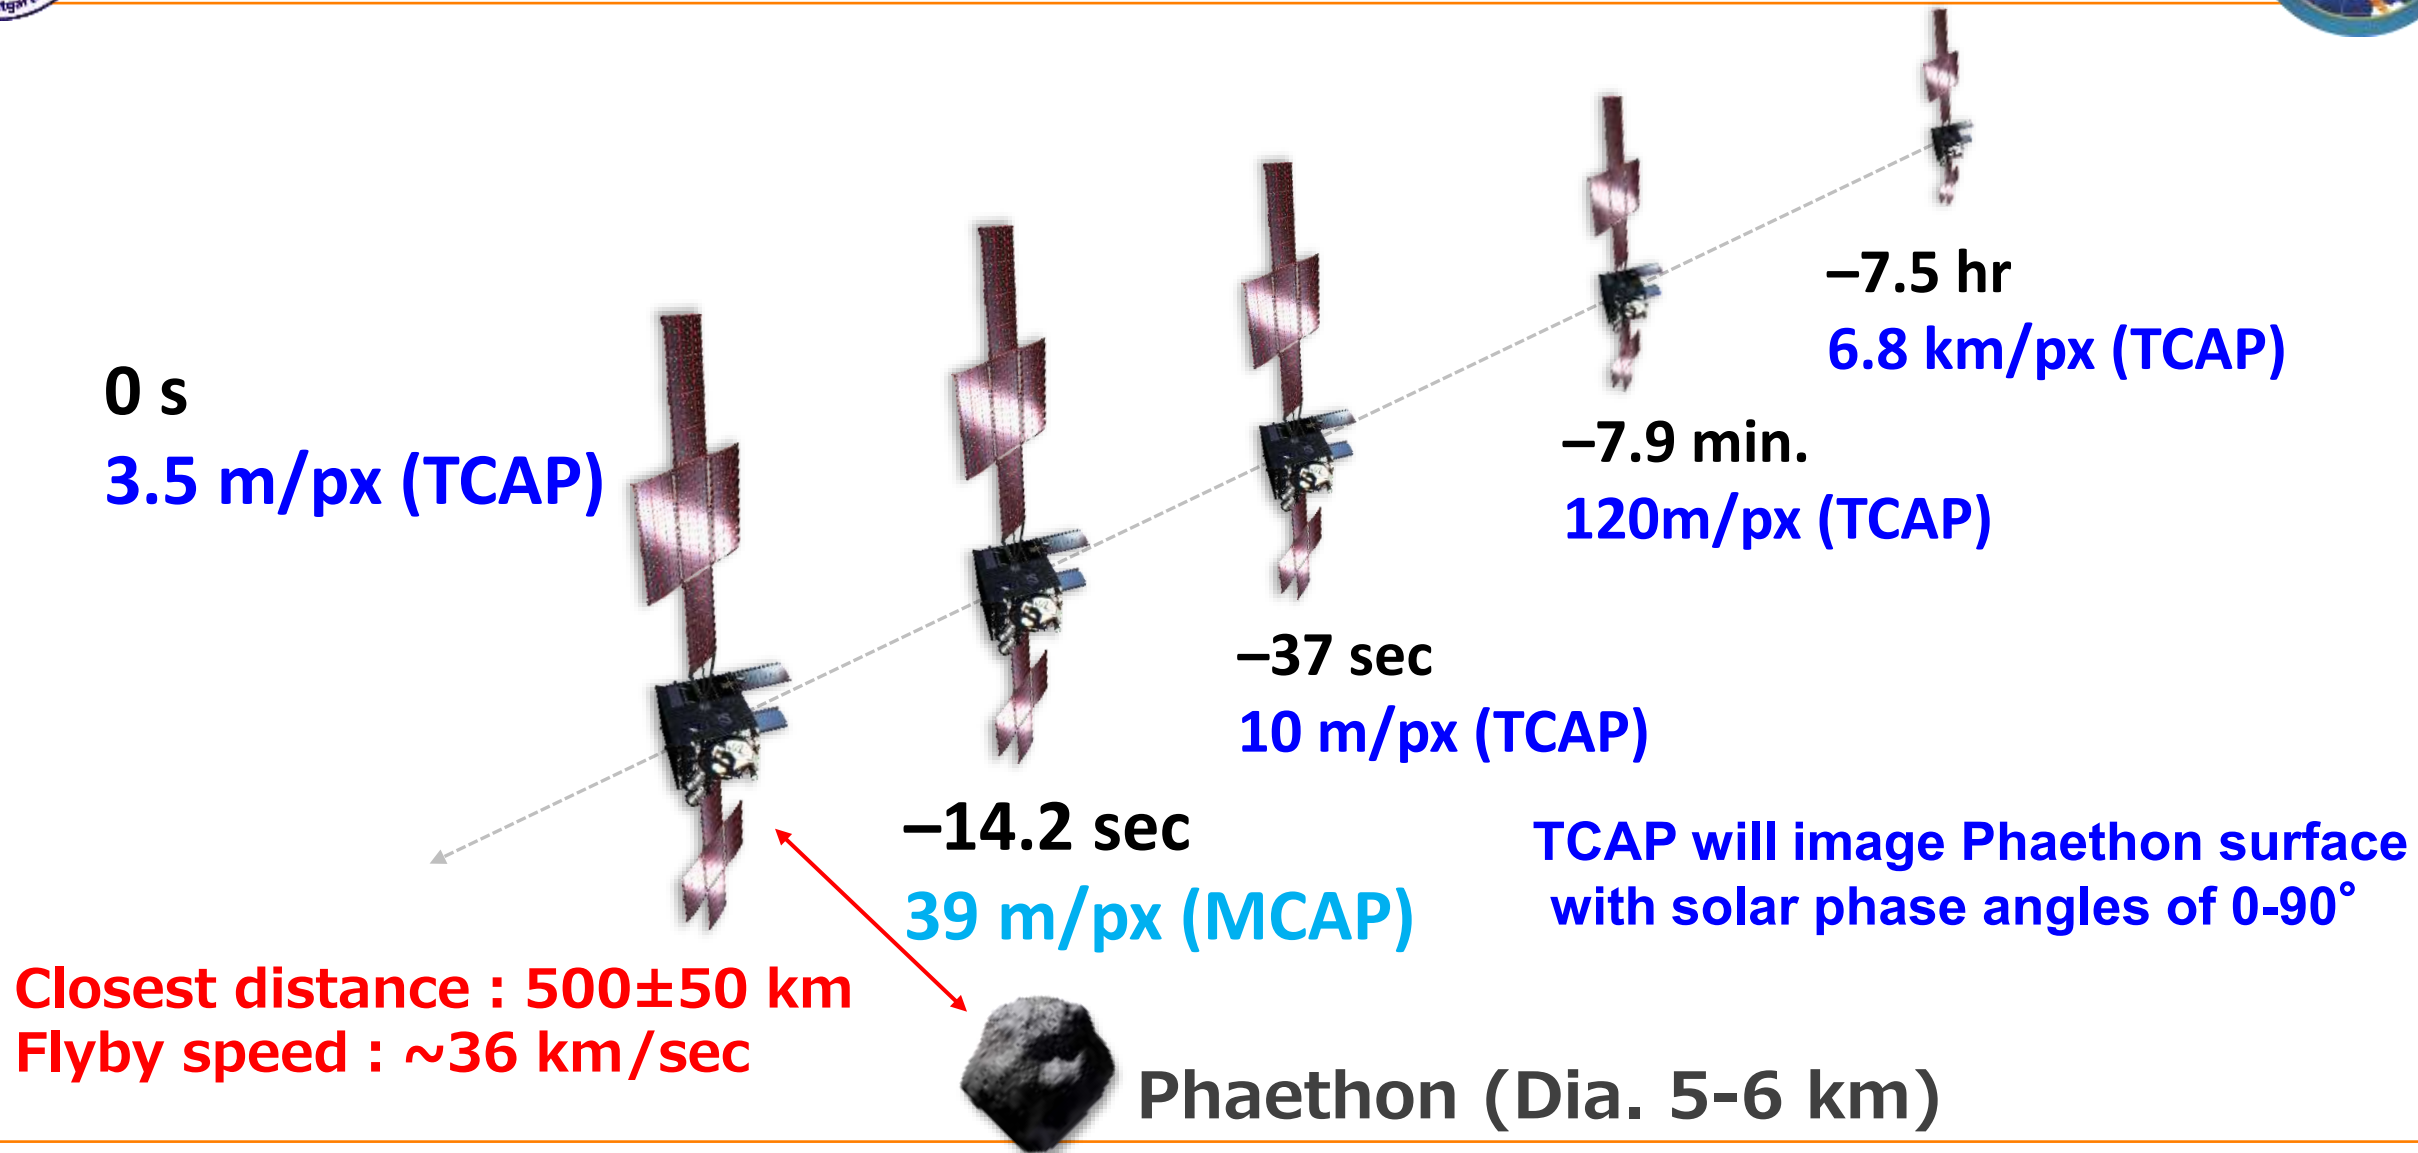 –7.5 hr
6.8 km/px (TCAP)
0 s
3.5 m/px (TCAP)
–7.9 min.
120m/px (TCAP)
–37 sec
10 m/px (TCAP)
–14.2 sec
39 m/px (MCAP)
TCAP will image Phaethon surface
with solar phase angles of 0-90°
Closest distance : 500±50 km
Flyby speed : ~36 km/sec
Phaethon (Dia. 5-6 km)